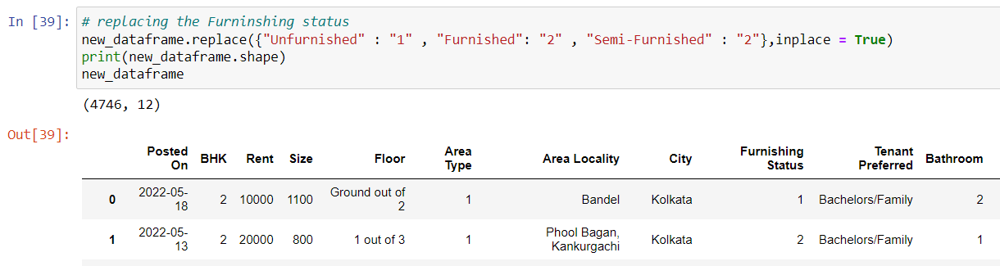 In [39]: # replacing the Furninshing status
new_dataframe.replace({"Unfurnished" : "1" , "Furnished": "2" , "Semi-Furnished" : "2"},inplace = True)
print(new_dataframe.shape)
new_dataframe
(4746, 12)
Out[39]:
Posted On BHK Rent Size Floor Area Type Area Locality City Furnishing Status Tenant Preferred Bathroom
0 2022-05-18 2 10000 1100 Ground out of 2 1 Bandel Kolkata 1 Bachelors/Family 2
1 2022-05-13 2 20000 800 1 out of 3 1 Phool Bagan, Kankurgachi Kolkata 2 Bachelors/Family 1